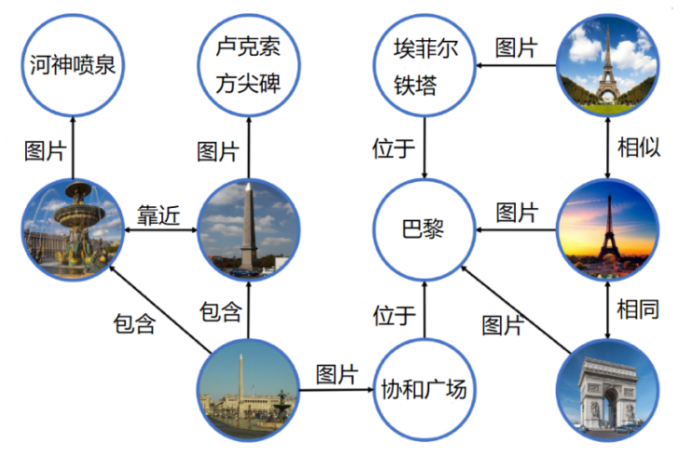 河神喷泉
卢克索
方尖碑
埃菲尔
铁塔
图片
图片
图片
位于
相似
靠近
巴黎
图片
包含
包含
位于
图片
相同
图片
协和广场